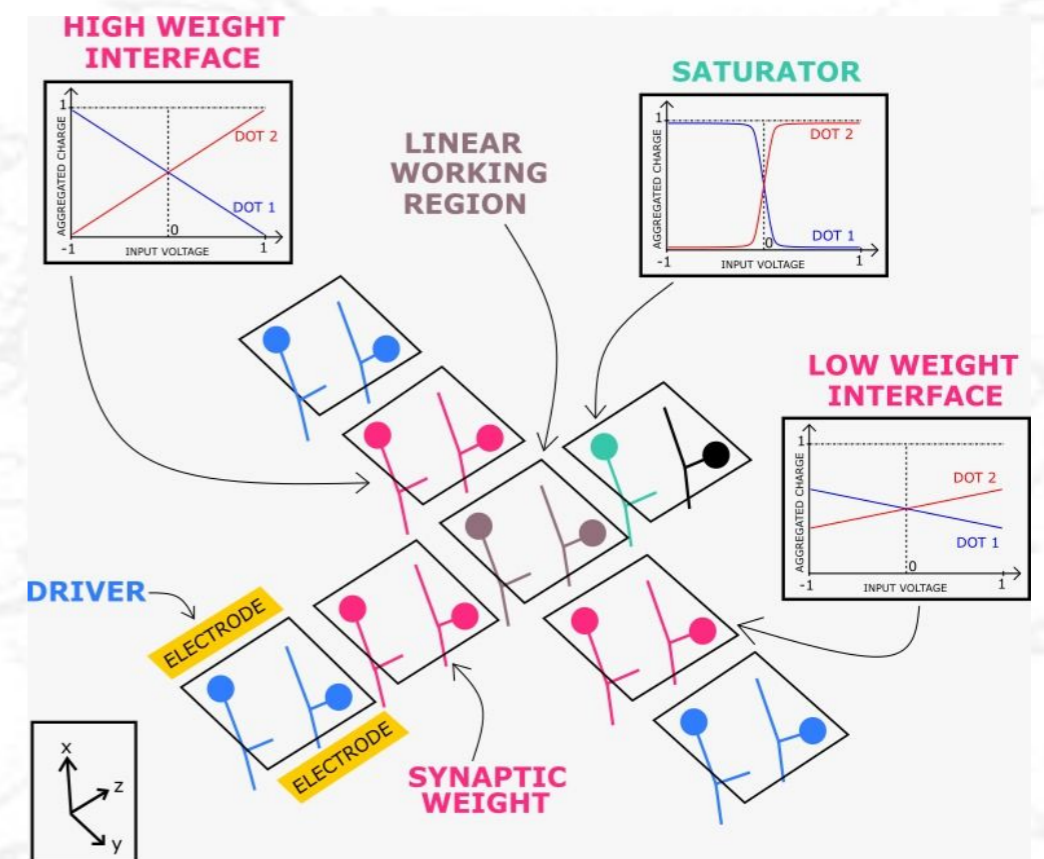 HIGH WEIGHT
INTERFACE
1
AGGREGATED CHARGE
DOT 2
DOT 1
0
-1
INPUT VOLTAGE
1
LINEAR
WORKING
REGION
SATURATOR
1
AGGREGATED CHARGE
DOT 2
DOT 1
0
-1
INPUT VOLTAGE
1
LOW WEIGHT
INTERFACE
1
AGGREGATED CHARGE
DOT 2
DOT 1
0
-1
INPUT VOLTAGE
1
DRIVER
ELECTRODE
ELECTRODE
SYNAPTIC
WEIGHT
x
z
y